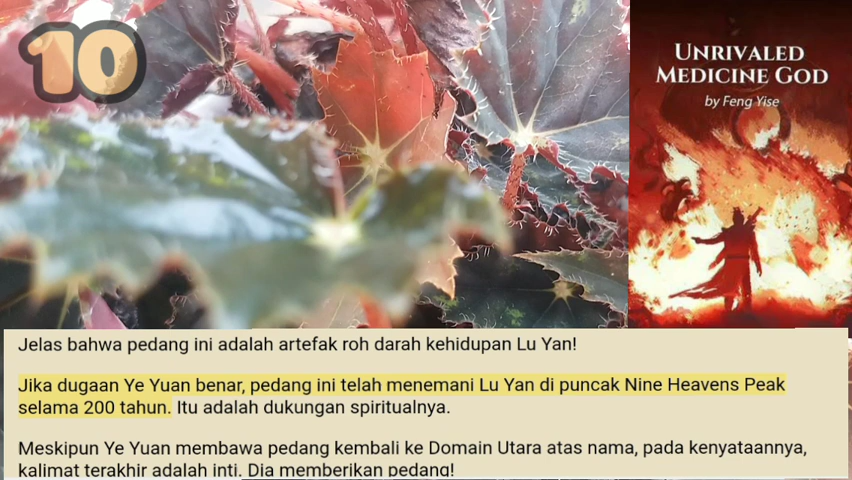 10
UNRIVALED
MEDICINE GOD
by Feng Yise
Jelas bahwa pedang ini adalah artefak roh darah kehidupan Lu Yan!
Jika dugaan Ye Yuan benar, pedang ini telah menemani Lu Yan di puncak Nine Heavens Peak
selama 200 tahun. Itu adalah dukungan spiritualnya.
Meskipun Ye Yuan membawa pedang kembali ke Domain Utara atas nama, pada kenyataannya,
kalimat terakhir adalah inti. Dia memberikan pedang!